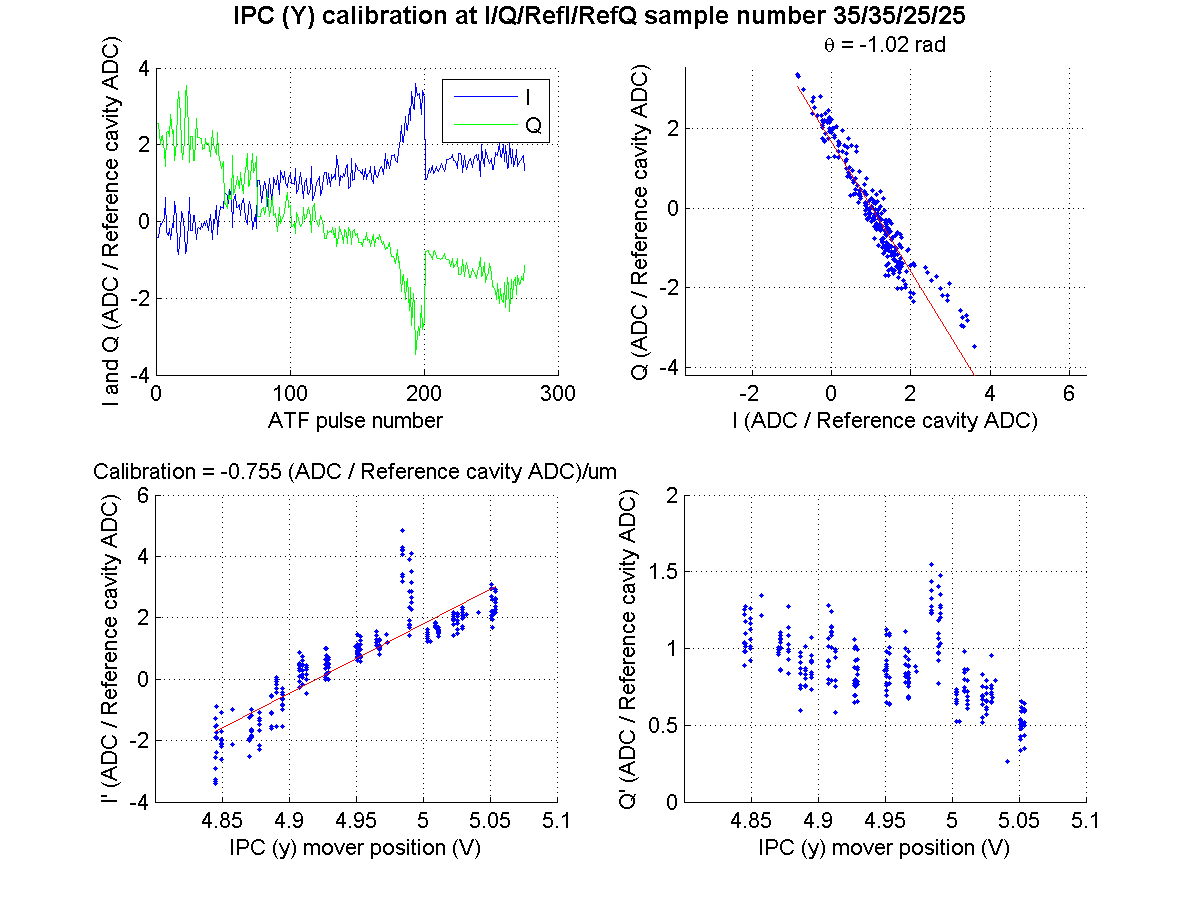 IPC (Y) calibration at I/Q/RefI/RefQ sample number 35/35/25/25
I and Q (ADC / Reference cavity ADC)
4
2
0
-2
-4
0 100 200 300
ATF pulse number
I
Q
θ = -1.02 rad
Q (ADC / Reference cavity ADC)
2
0
-2
-4
-2 0 2 4 6
I (ADC / Reference cavity ADC)
Calibration = -0.755 (ADC / Reference cavity ADC)/um
I' (ADC / Reference cavity ADC)
6
4
2
0
-2
-4
4.85 4.9 4.95 5 5.05 5.1
IPC (y) mover position (V)
Q' (ADC / Reference cavity ADC)
2
1.5
1
0.5
0
4.85 4.9 4.95 5 5.05 5.1
IPC (y) mover position (V)